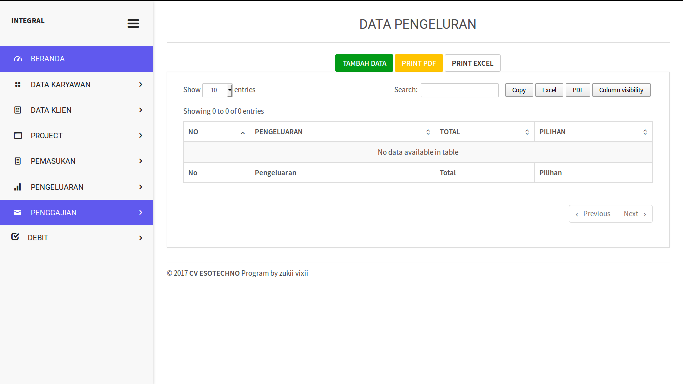 INTEGRAL
BERANDA
DATA KARYAWAN
DATA KLIEN
PROJECT
PEMASUKAN
PENGELUARAN
PENGGAJIAN
DEBIT
DATA PENGELURAN
TAMBAH DATA PRINT PDF PRINT EXCEL
Show 10 entries Search: Copy Excel PDF Column visibility
Showing 0 to 0 of 0 entries
NO PENGELUARAN TOTAL PILIHAN
No data available in table
No Pengeluaran Total Pilihan
Previous Next
© 2017 CV ESOTECHNO Program by zukii vixii